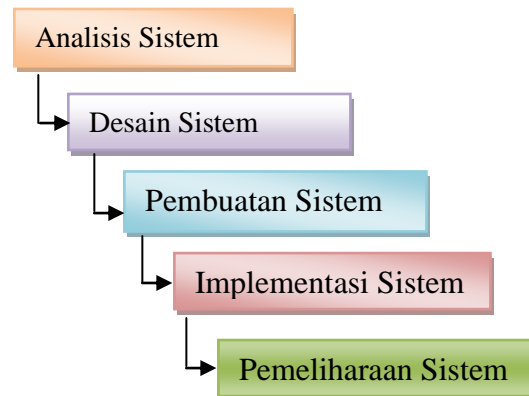 Analisis Sistem
Desain Sistem
Pembuatan Sistem
Implementasi Sistem
Pemeliharaan Sistem